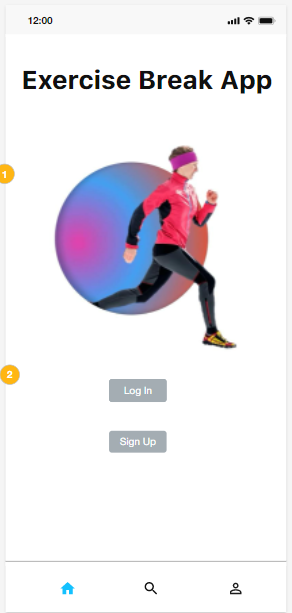 12:00
Exercise Break App
1
2
Log In
Sign Up